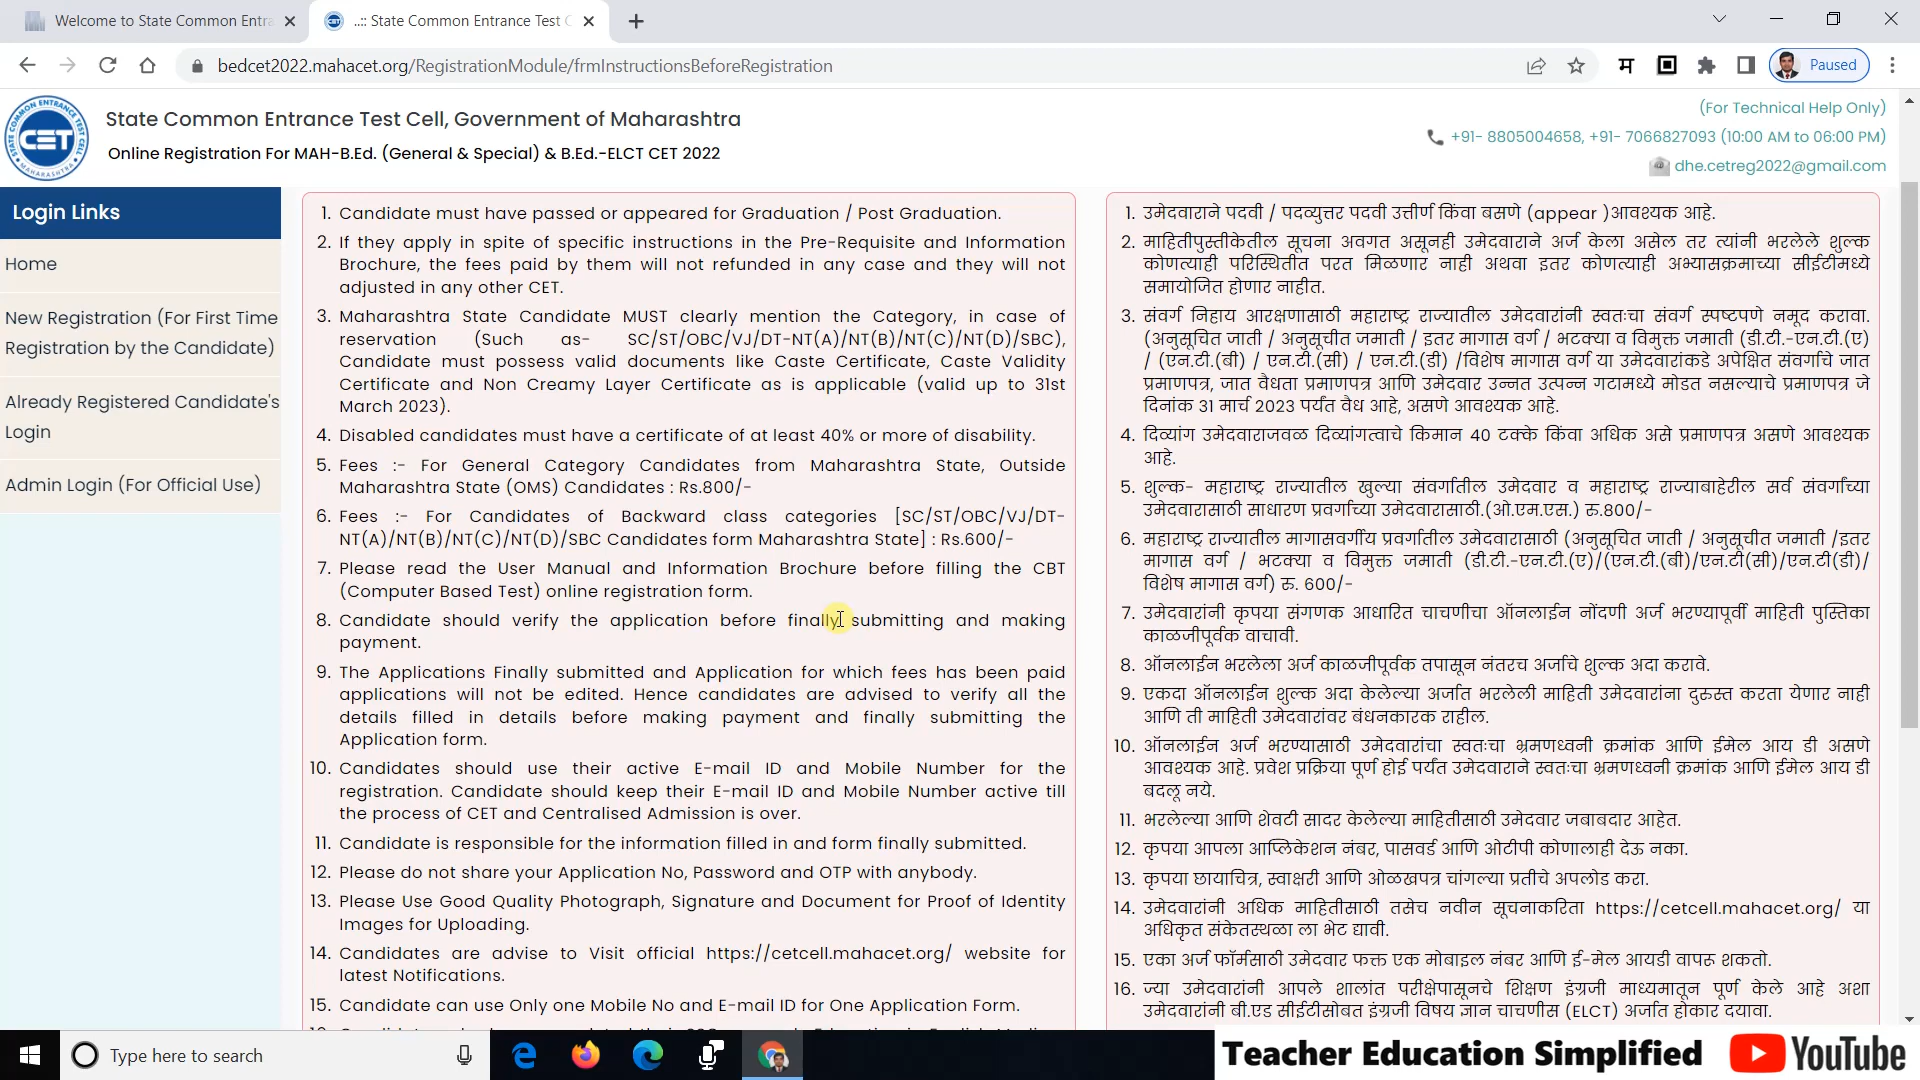 Welcome to State Common Entra
..:: State Common Entrance Test C
bedcet2022.mahacet.org/RegistrationModule/frmInstructionsBeforeRegistration
म
Paused
CET
State Common Entrance Test Cell, Government of Maharashtra
Online Registration For MAH-B.Ed. (General & Special) & B.Ed.-ELCT CET 2022
(For Technical Help Only)
+91- 8805004658, +91- 7066827093 (10:00 AM to 06:00 PM)
dhe.cetreg2022@gmail.com
Login Links
Home
New Registration (For First Time
Registration by the Candidate)
Already Registered Candidate's
Login
Admin Login (For Official Use)
1. Candidate must have passed or appeared for Graduation / Post Graduation.
2. If they apply in spite of specific instructions in the Pre-Requisite and Information
Brochure, the fees paid by them will not refunded in any case and they will not
adjusted in any other CET.
3. Maharashtra State Candidate MUST clearly mention the Category, in case of
reservation (Such as- SC/ST/OBC/VJ/DT-NT(A)/NT(B)/NT(C)/NT(D)/SBC),
Candidate must possess valid documents like Caste Certificate, Caste Validity
Certificate and Non Creamy Layer Certificate as is applicable (valid up to 31st
March 2023).
4. Disabled candidates must have a certificate of at least 40% or more of disability.
5. Fees :- For General Category Candidates from Maharashtra State, Outside
Maharashtra State (OMS) Candidates : Rs.800/-
6. Fees :- For Candidates of Backward class categories [SC/ST/OBC/VJ/DT-
NT(A)/NT(B)/NT(C)/NT(D)/SBC Candidates form Maharashtra State] : Rs.600/-
7. Please read the User Manual and Information Brochure before filling the CBT
(Computer Based Test) online registration form.
8. Candidate should verify the application before finally submitting and making
payment.
9. The Applications Finally submitted and Application for which fees has been paid
applications will not be edited. Hence candidates are advised to verify all the
details filled in details before making payment and finally submitting the
Application form.
10. Candidates should use their active E-mail ID and Mobile Number for the
registration. Candidate should keep their E-mail ID and Mobile Number active till
the process of CET and Centralised Admission is over.
11. Candidate is responsible for the information filled in and form finally submitted.
12. Please do not share your Application No, Password and OTP with anybody.
13. Please Use Good Quality Photograph, Signature and Document for Proof of Identity
Images for Uploading.
14. Candidates are advise to Visit official https://cetcell.mahacet.org/ website for
latest Notifications.
15. Candidate can use Only one Mobile No and E-mail ID for One Application Form.
1. उमेदवाराने पदवी / पदव्युत्तर पदवी उत्तीर्ण किंवा बसणे (appear )आवश्यक आहे.
2. माहितीपुस्तीकेतील सूचना अवगत असूनही उमेदवाराने अर्ज केला असेल तर त्यांनी भरलेले शुल्क
कोणत्याही परिस्थितीत परत मिळणार नाही अथवा इतर कोणत्याही अभ्यासक्रमाच्या सीईटीमध्ये
समायोजित होणार नाहीत.
3. संवर्ग निहाय आरक्षणासाठी महाराष्ट्र राज्यातील उमेदवारांनी स्वतःचा संवर्ग स्पष्टपणे नमूद करावा.
(अनुसूचित जाती / अनुसूचीत जमाती / इतर मागास वर्ग / भटक्या व विमुक्त जमाती (डी.टी.-एन.टी.(ए)
/ (एन.टी.(बी) / एन.टी.(सी) / एन.टी.(डी) /विशेष मागास वर्ग या उमेदवारांकडे अपेक्षित संवर्गाचे जात
प्रमाणपत्र, जात वैधता प्रमाणपत्र आणि उमेदवार उन्नत उत्पन्न गटामध्ये मोडत नसल्याचे प्रमाणपत्र जे
दिनांक 31 मार्च 2023 पर्यंत वैध आहे, असणे आवश्यक आहे.
4. दिव्यांग उमेदवाराजवळ दिव्यांगत्वाचे किमान 40 टक्के किंवा अधिक असे प्रमाणपत्र असणे आवश्यक
आहे.
5. शुल्क- महाराष्ट्र राज्यातील खुल्या संवर्गातील उमेदवार व महाराष्ट्र राज्याबाहेरील सर्व संवर्गांच्या
उमेदवारासाठी साधारण प्रवर्गाच्या उमेदवारासाठी.(ओ.एम.एस.) रु.800/-
6. महाराष्ट्र राज्यातील मागासवर्गीय प्रवर्गातील उमेदवारासाठी (अनुसूचित जाती / अनुसूचीत जमाती /इतर
मागास वर्ग / भटक्या व विमुक्त जमाती (डी.टी.-एन.टी.(ए)/(एन.टी.(बी)/एन.टी(सी)/एन.टी(डी)/
विशेष मागास वर्ग) रु. 600/-
7. उमेदवारांनी कृपया संगणक आधारित चाचणीचा ऑनलाईन नोंदणी अर्ज भरण्यापूर्वी माहिती पुस्तिका
काळजीपूर्वक वाचावी.
8. ऑनलाईन भरलेला अर्ज काळजीपूर्वक तपासून नंतरच अर्जाचे शुल्क अदा करावे.
9. एकदा ऑनलाईन शुल्क अदा केलेल्या अर्जात भरलेली माहिती उमेदवारांना दुरुस्त करता येणार नाही
आणि ती माहिती उमेदवारांवर बंधनकारक राहील.
10. ऑनलाईन अर्ज भरण्यासाठी उमेदवारांचा स्वतःचा भ्रमणध्वनी क्रमांक आणि ईमेल आय डी असणे
आवश्यक आहे. प्रवेश प्रक्रिया पूर्ण होई पर्यंत उमेदवाराने स्वतःचा भ्रमणध्वनी क्रमांक आणि ईमेल आय डी
बदलू नये.
11. भरलेल्या आणि शेवटी सादर केलेल्या माहितीसाठी उमेदवार जबाबदार आहेत.
12. कृपया आपला आप्लिकेशन नंबर, पासवर्ड आणि ओटीपी कोणालाही देऊ नका.
13. कृपया छायाचित्र, स्वाक्षरी आणि ओळखपत्र चांगल्या प्रतीचे अपलोड करा.
14. उमेदवारांनी अधिक माहितीसाठी तसेच नवीन सूचनाकरिता https://cetcell.mahacet.org/ या
अधिकृत संकेतस्थळा ला भेट द्यावी.
15. एका अर्ज फॉर्मसाठी उमेदवार फक्त एक मोबाइल नंबर आणि ई-मेल आयडी वापरू शकतो.
16. ज्या उमेदवारांनी आपले शालांत परीक्षेपासूनचे शिक्षण इंग्रजी माध्यमातून पूर्ण केले आहे अशा
उमेदवारांनी बी.एड सीईटीसोबत इंग्रजी विषय ज्ञान चाचणीस (ELCT) अर्जात होकार दयावा.
Type here to search
Teacher Education Simplified
YouTube